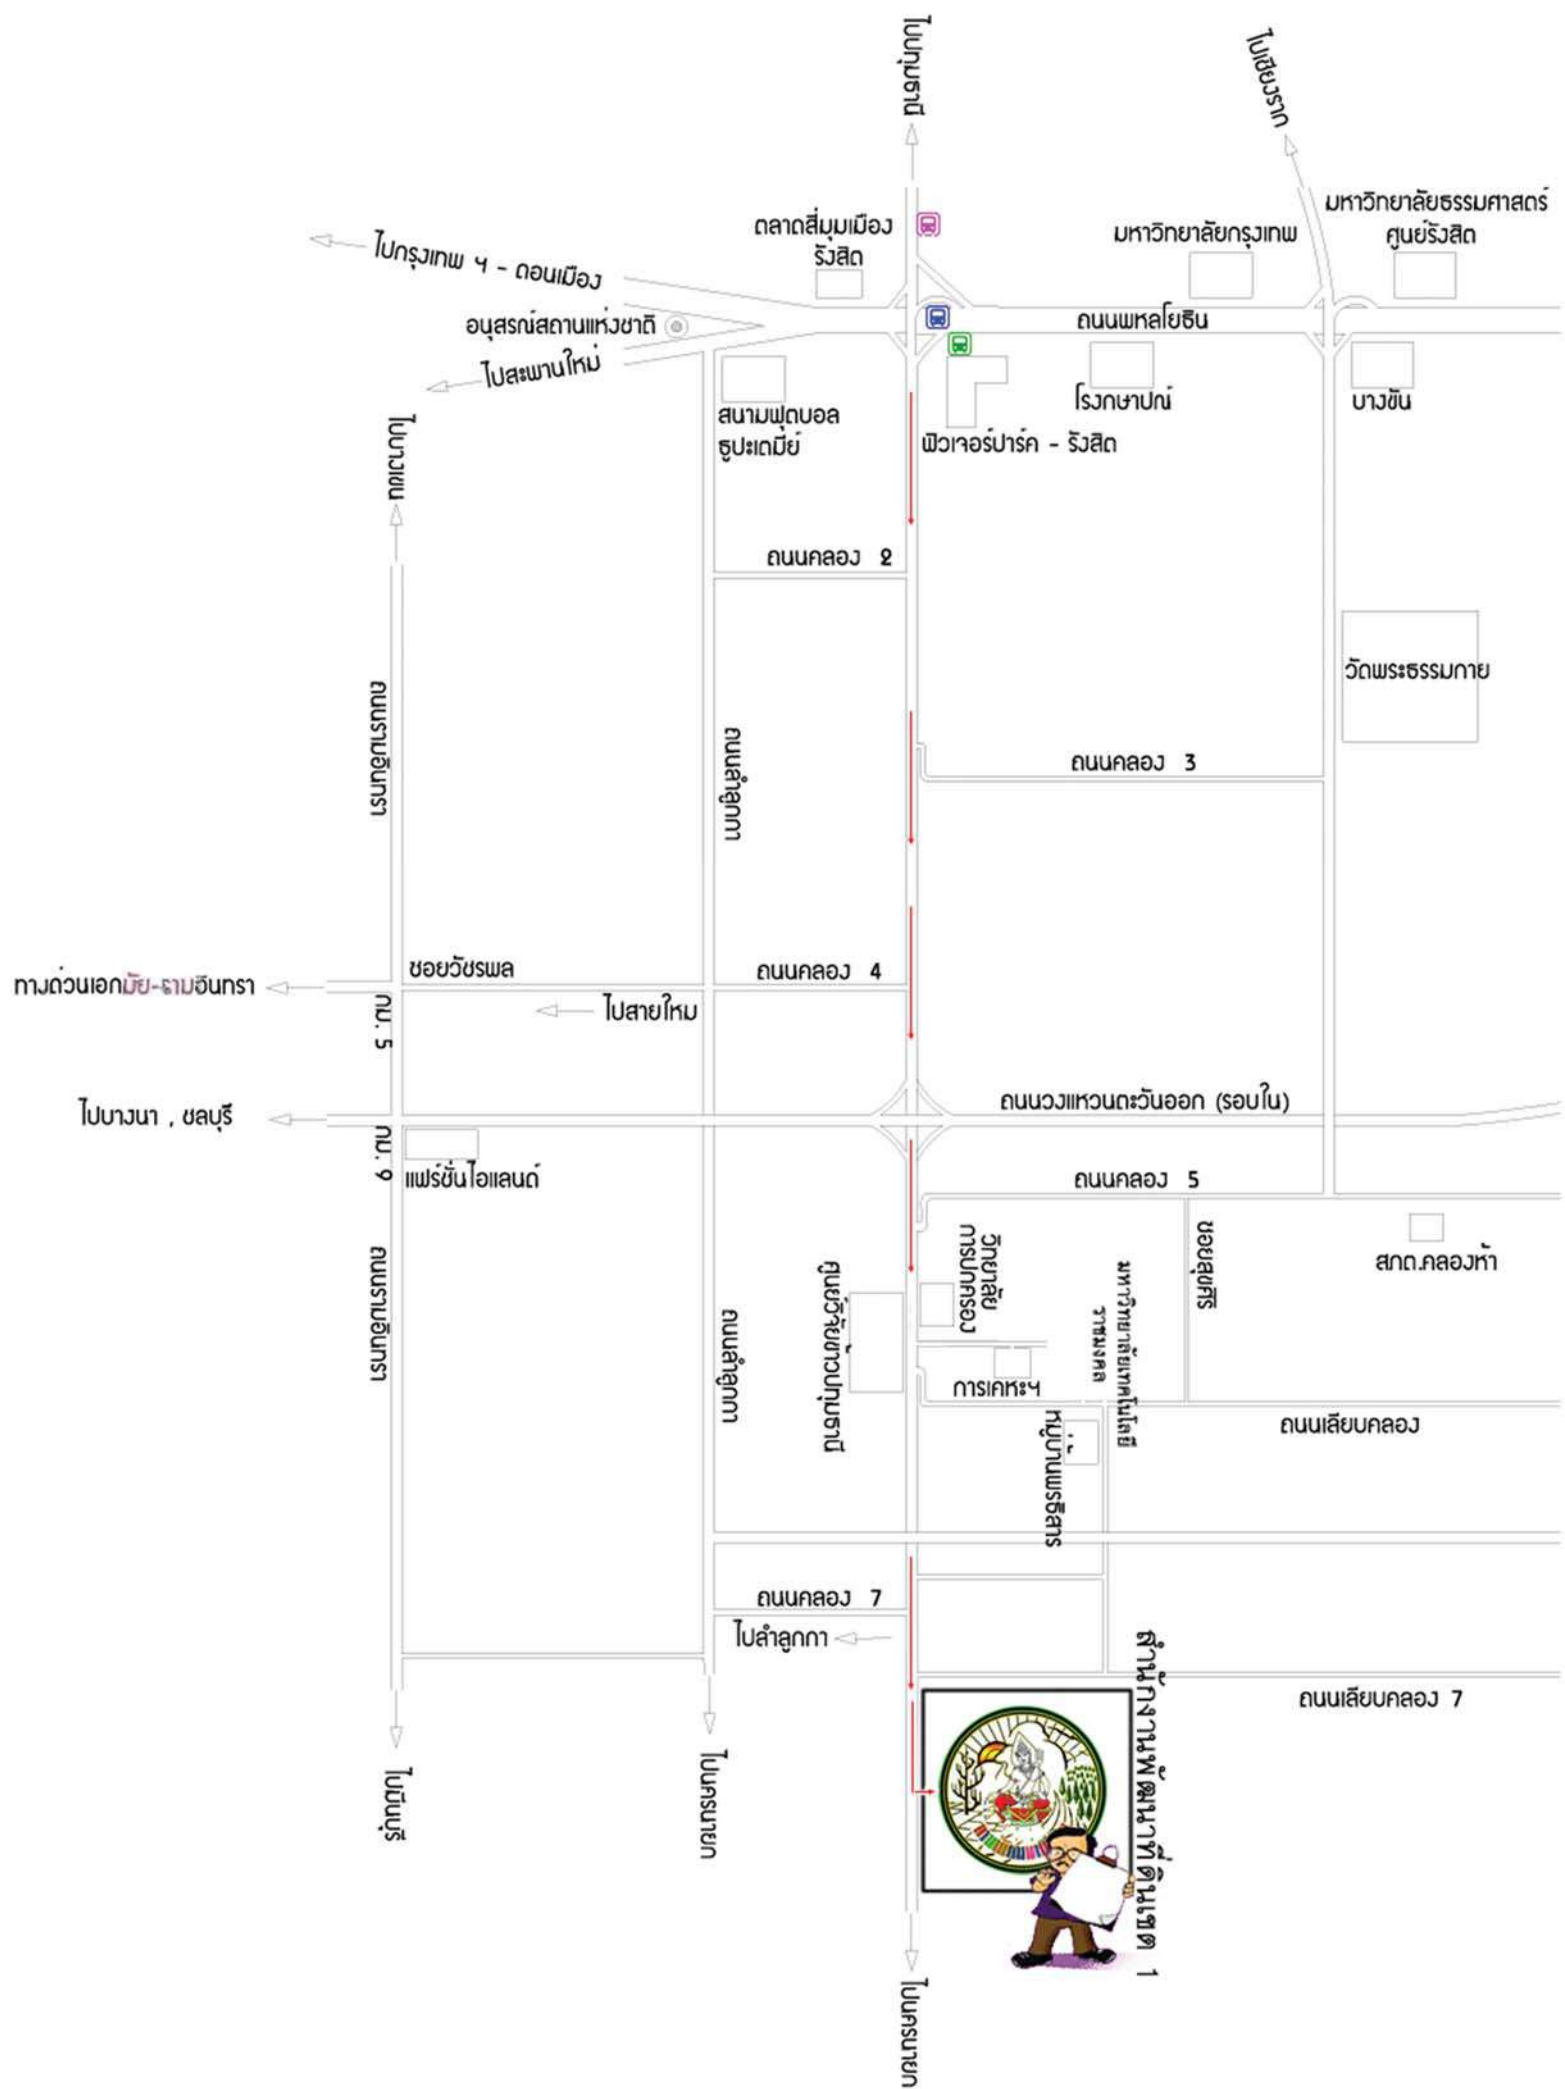 ไปปทุมธานี
ไปเชียงราก
มหาวิทยาลัยธรรมศาสตร์
ศูนย์รังสิต
ตลาดสี่มุมเมือง
รังสิต
มหาวิทยาลัยกรุงเทพ
ไปกรุงเทพ ฯ - ดอนเมือง
อนุสรณ์สถานแห่งชาติ
ถนนพหลโยธิน
ไปสะพานใหม่
สนามฟุตบอล
ธูปะเตมีย์
ฟิวเจอร์ปาร์ค - รังสิต
โรงกษาปณ์
บางขัน
ไปบางเขน
ถนนคลอง 2
วัดพระธรรมกาย
ถนนรามอินทรา
ถนนลำลูกกา
ถนนคลอง 3
ทางด่วนเอกมัย-รามอินทรา
ซอยวัชรพล
ถนนคลอง 4
ไปสายใหม
กม. 5
ไปบางนา , ชลบุรี
ถนนวงแหวนตะวันออก (รอบใน)
กม. 9
แฟร์ชั่นไอแลนด์
ถนนคลอง 5
วิทยาลัย
การปกครอง
ซอยสุขศิริ
สกต.คลองห้า
ถนนรามอินทรา
ถนนลำลูกกา
ศูนย์วิจัยข้าวปทุมธานี
มหาวิทยาลัยเทคโนโลยี
ราชมงคล
การเคหะฯ
หมู่บ้านพรธิสาร
ถนนเลียบคลอง
ถนนคลอง 7
ไปลำลูกกา
ถนนเลียบคลอง 7
สำนักงานพัฒนาที่ดินเขต 1
ไปมีนบุรี
ไปนครนายก
ไปนครนายก